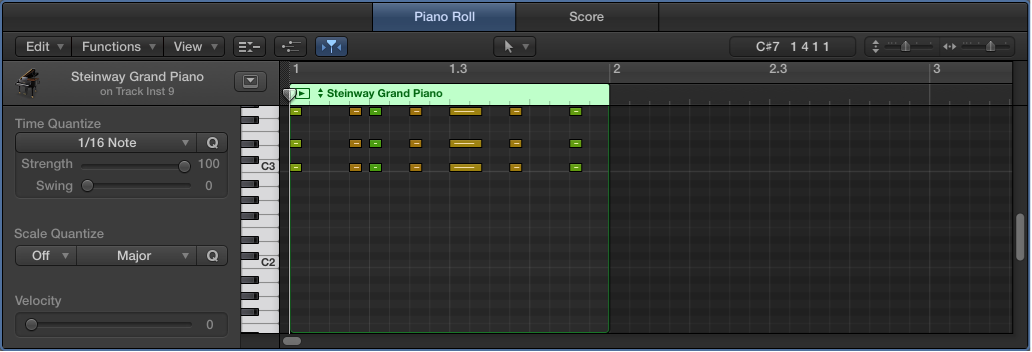 Piano Roll Score
Edit Functions View C#7 1 4 1 1
Steinway Grand Piano
on Track Inst 9
1 1.3 2 2.3 3
Steinway Grand Piano
Time Quantize
1/16 Note Q
Strength 100
Swing 0
C3
Scale Quantize
Off Major Q
C2
Velocity
0